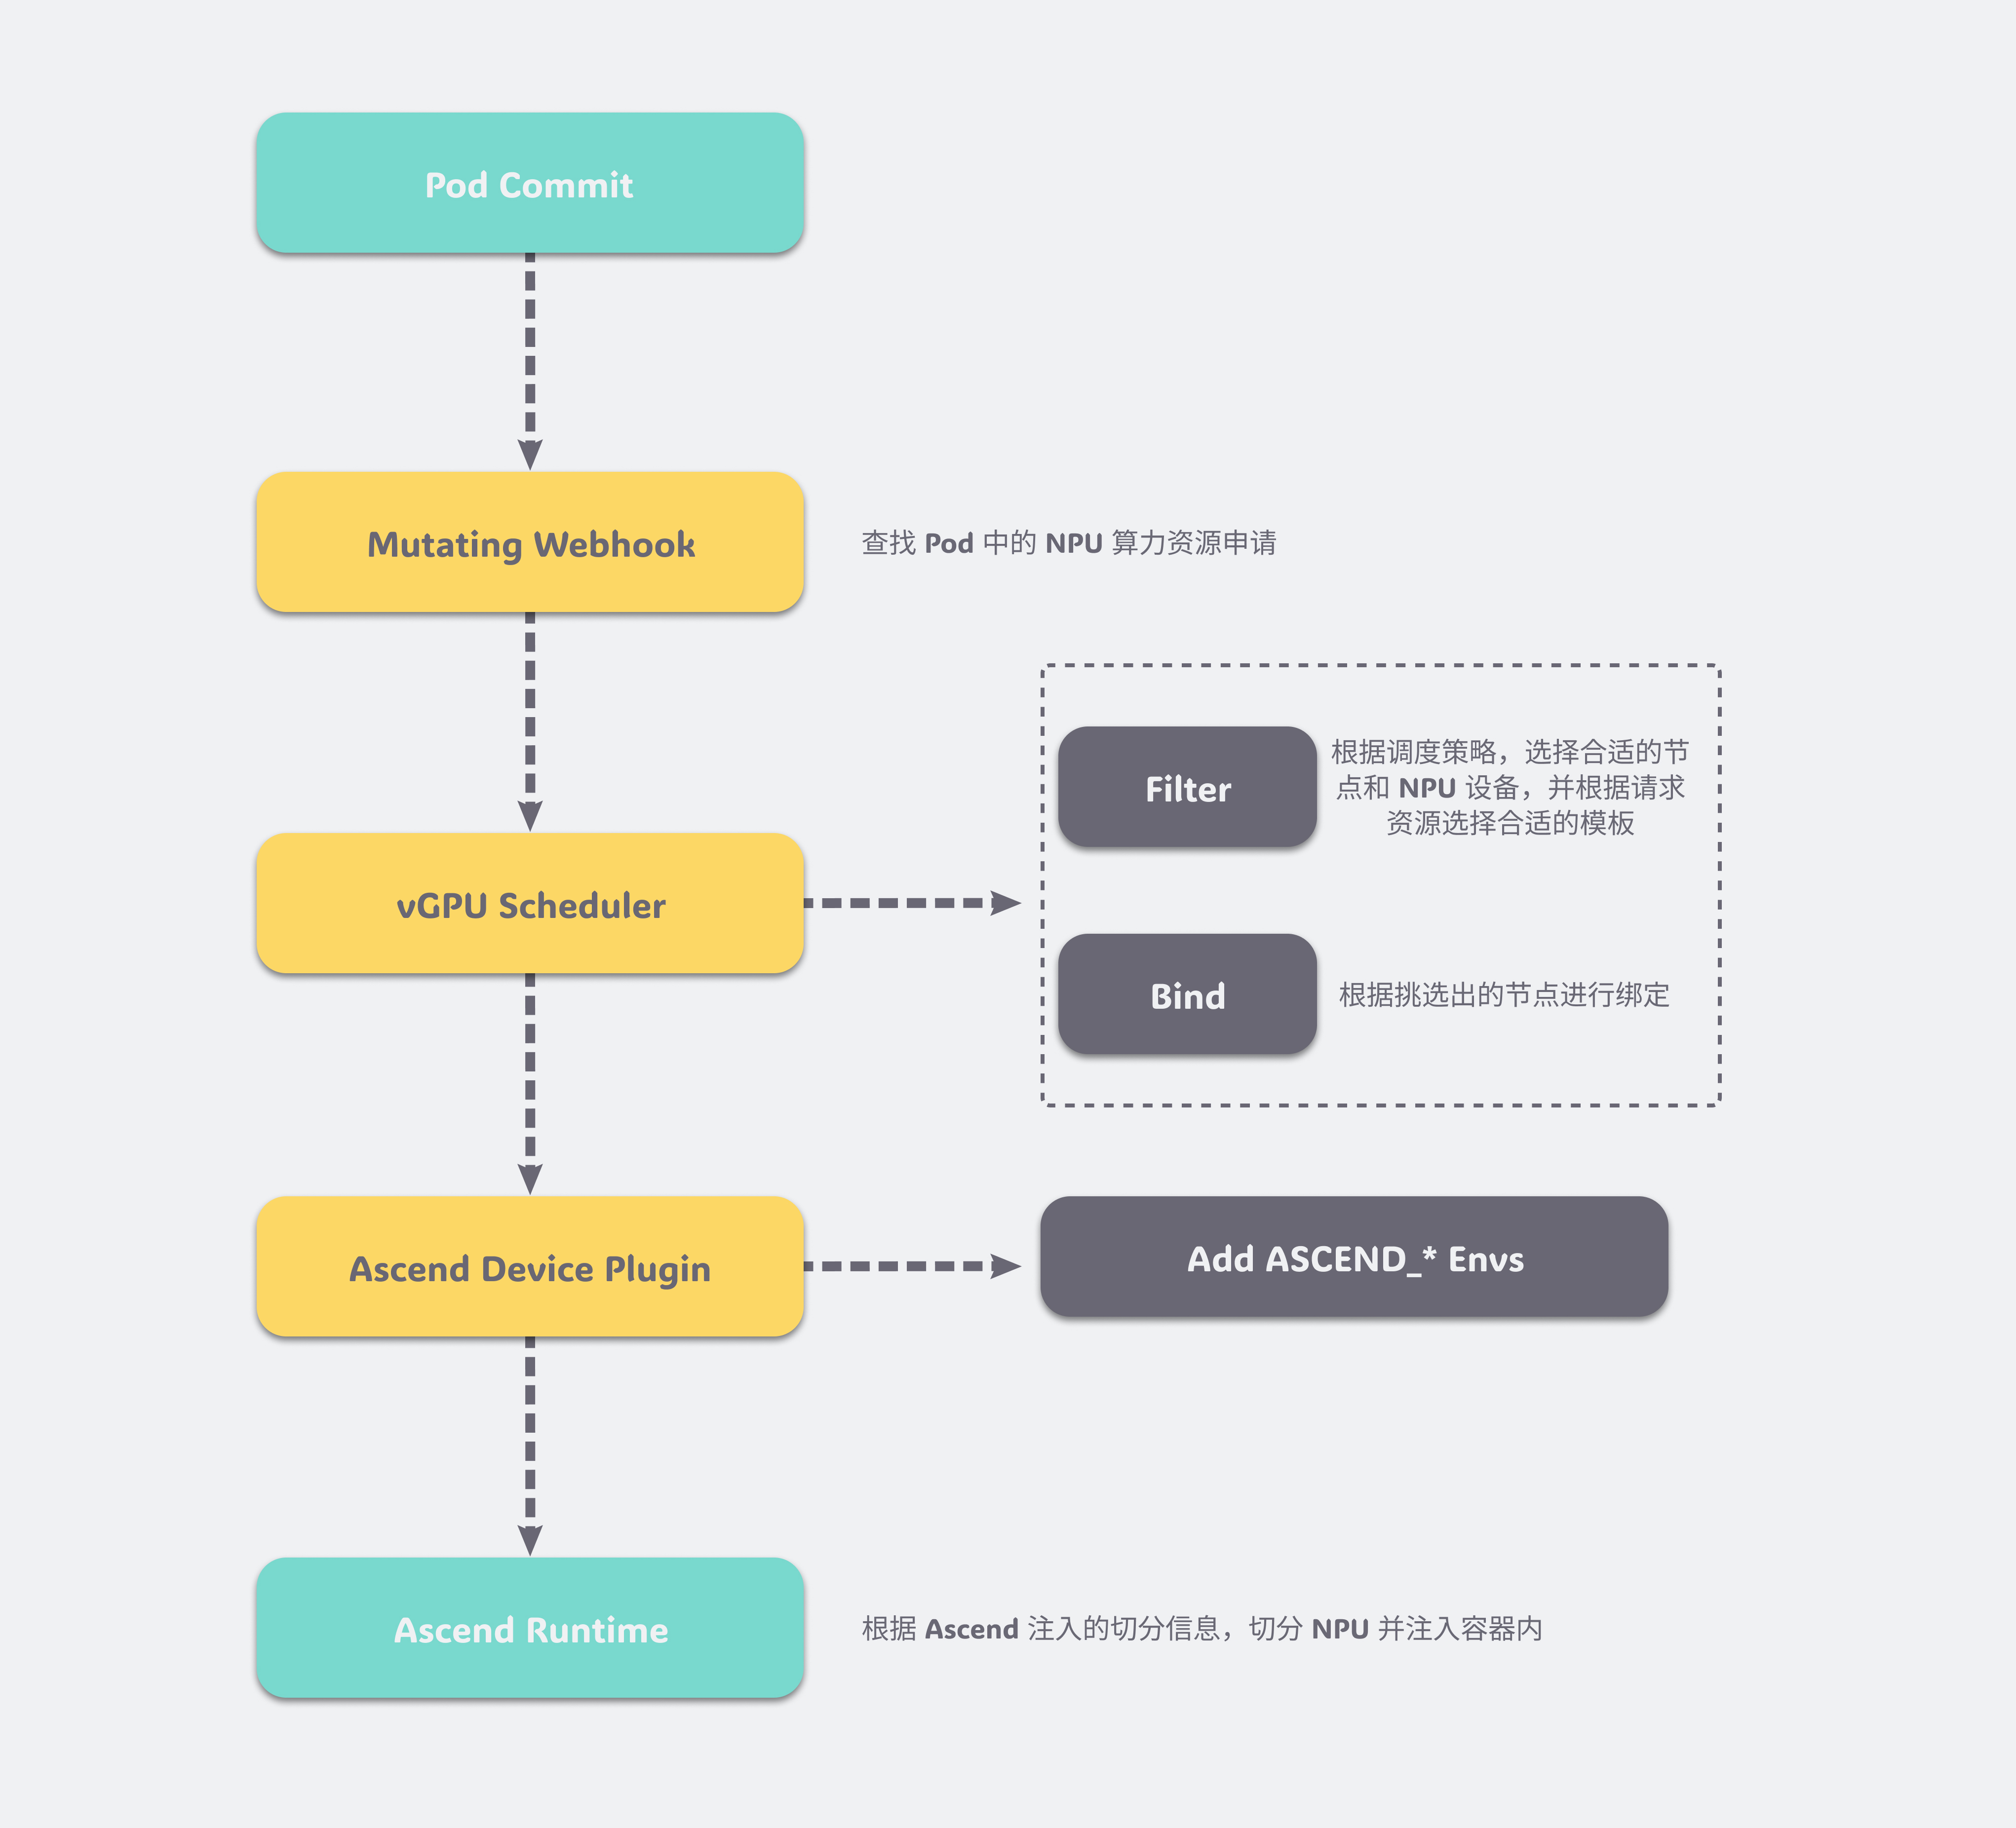 Pod Commit
Mutating Webhook
查找 Pod 中的 NPU 算力资源申请
vGPU Scheduler
Filter
根据调度策略，选择合适的节
点和 NPU 设备，并根据请求
资源选择合适的模板
Bind
根据挑选出的节点进行绑定
Ascend Device Plugin
Add ASCEND_* Envs
Ascend Runtime
根据 Ascend 注入的切分信息，切分 NPU 并注入容器内